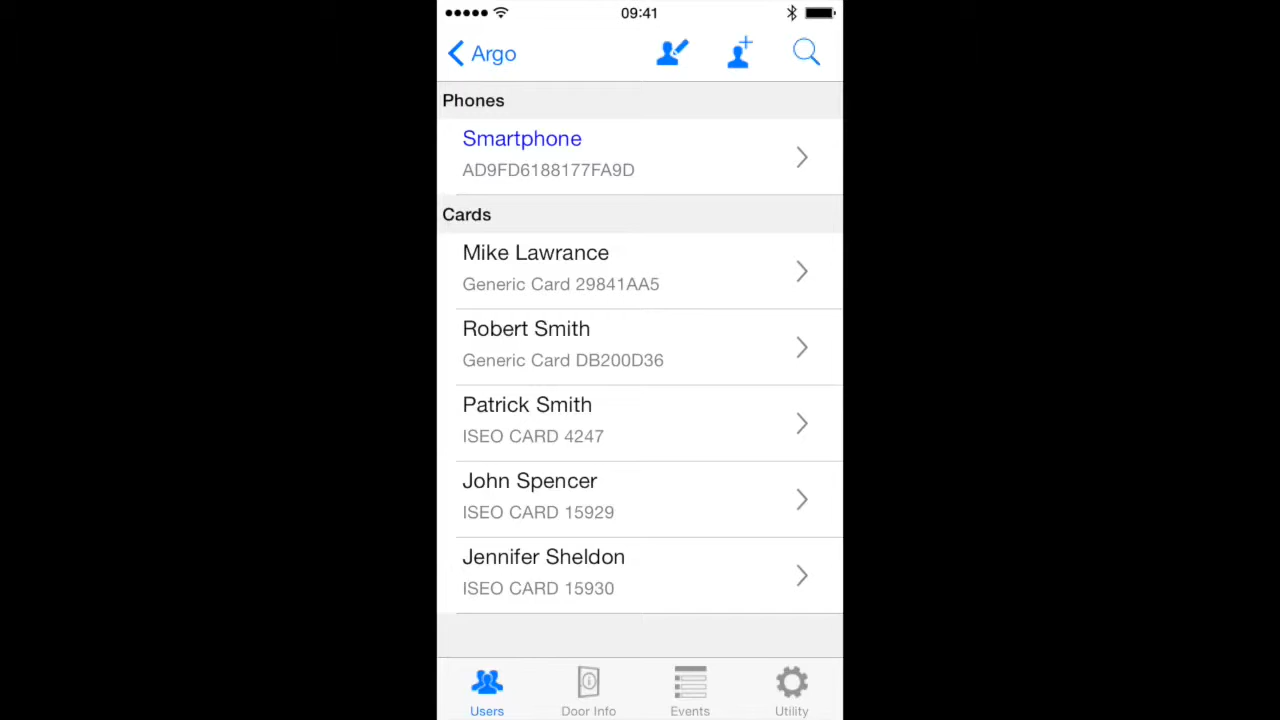 09:41
Argo
Phones
Smartphone
AD9FD6188177FA9D
Cards
Mike Lawrance
Generic Card 29841AA5
Robert Smith
Generic Card DB200D36
Patrick Smith
ISEO CARD 4247
John Spencer
ISEO CARD 15929
Jennifer Sheldon
ISEO CARD 15930
Users
Door Info
Events
Utility